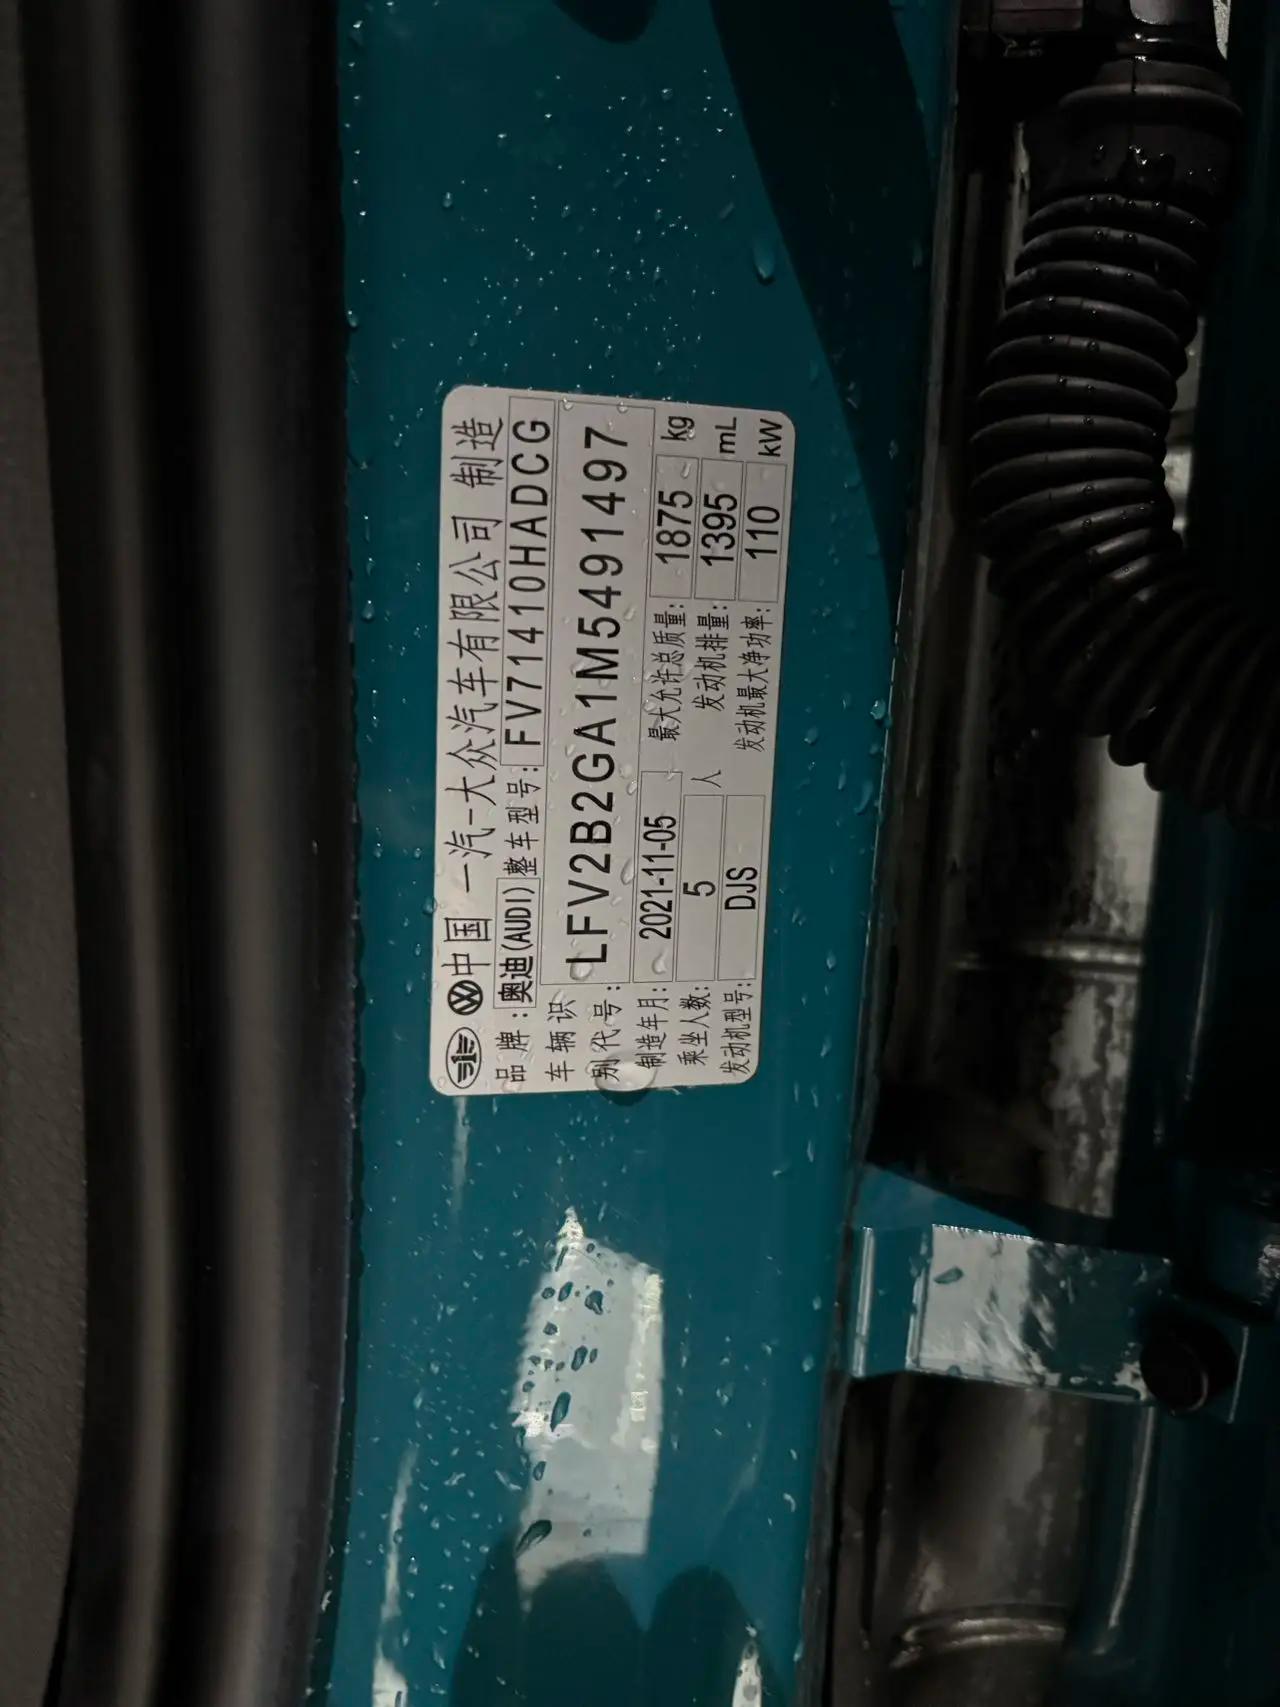 中国 一汽-大众汽车有限公司 制造
品牌: 奥迪(AUDI) 整车型号: FV71410HADCG
车辆识别代号: LFV2B2GA1M5491497
制造年月: 2021-11-05 最大允许总质量: 1875 kg
乘坐人数: 5 人 发动机排量: 1395 mL
发动机型号: DJS 发动机最大净功率: 110 kW